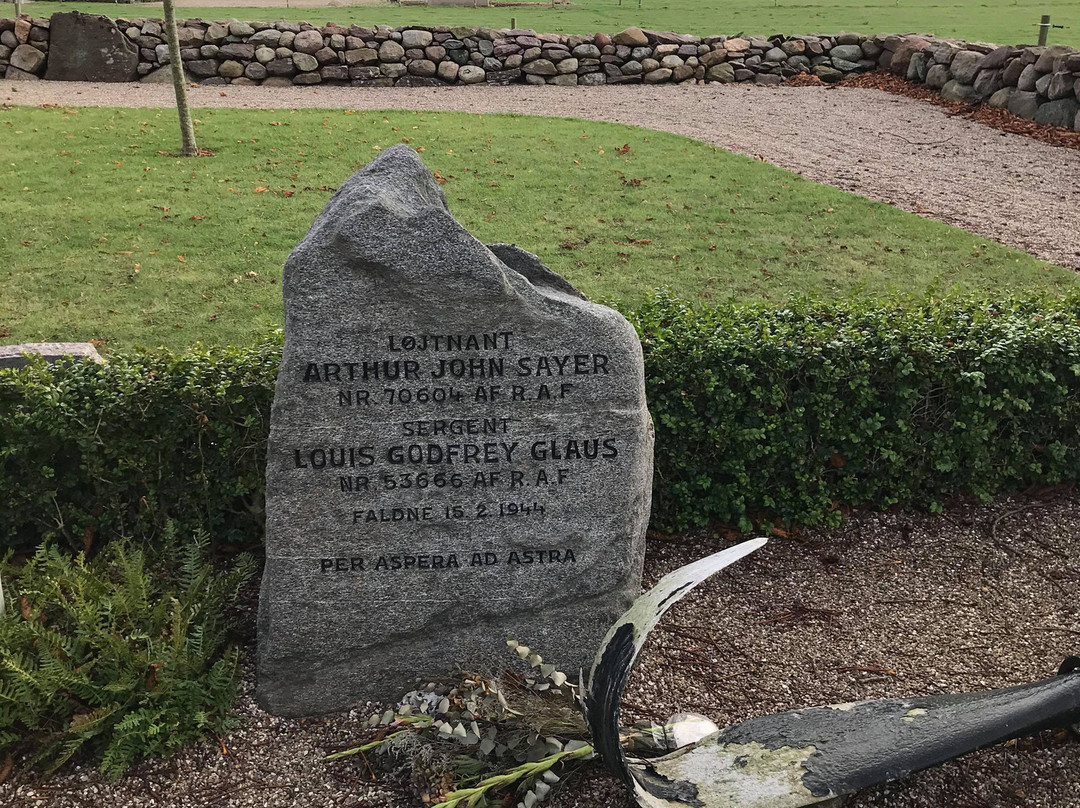 LØJTNANT
ARTHUR JOHN SAYER
NR. 70604 AF R.A.F
SERGENT
LOUIS GODFREY GLAUS
NR. 53666 AF R.A.F
FALDNE 15. 2. 1944
PER ASPERA AD ASTRA